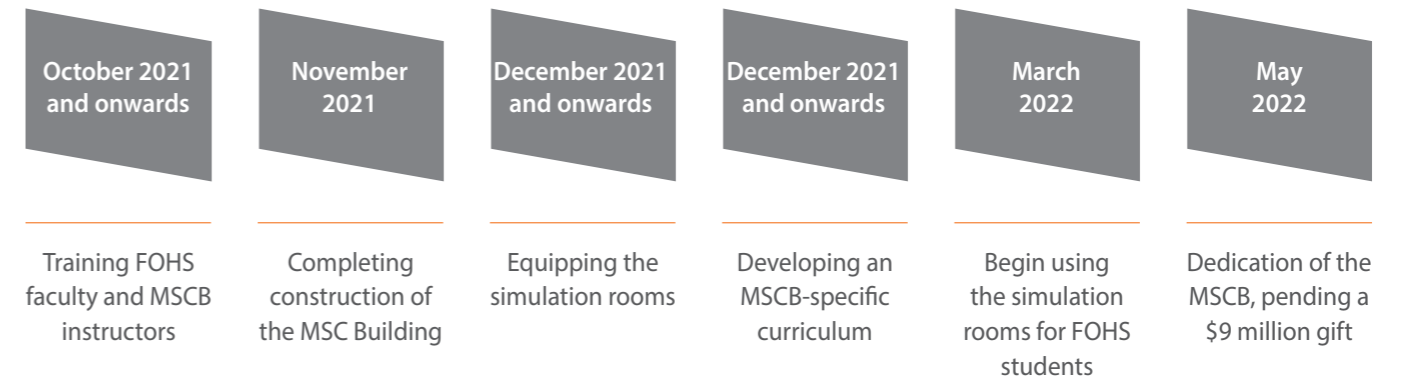 October 2021
and onwards
Training FOHS
faculty and MSCB
instructors
November
2021
Completing
construction of
the MSC Building
December 2021
and onwards
Equipping the
simulation rooms
December 2021
and onwards
Developing an
MSCB-specific
curriculum
March
2022
Begin using
the simulation
rooms for FOHS
students
May
2022
Dedication of the
MSCB, pending a
$9 million gift